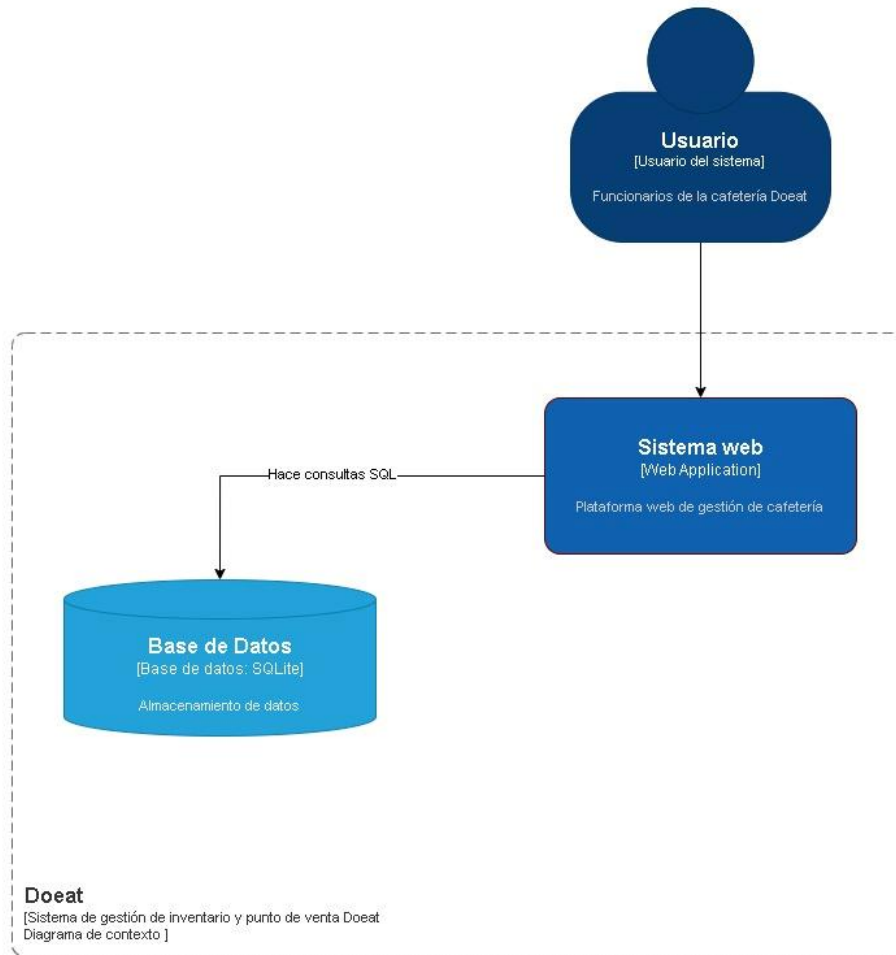 Usuario
[Usuario del sistema]
Funcionarios de la cafetería Doeat
Sistema web
[Web Application]
Plataforma web de gestión de cafetería
Hace consultas SQL
Base de Datos
[Base de datos: SQLite]
Almacenamiento de datos
Doeat
[Sistema de gestión de inventario y punto de venta Doeat
Diagrama de contexto ]